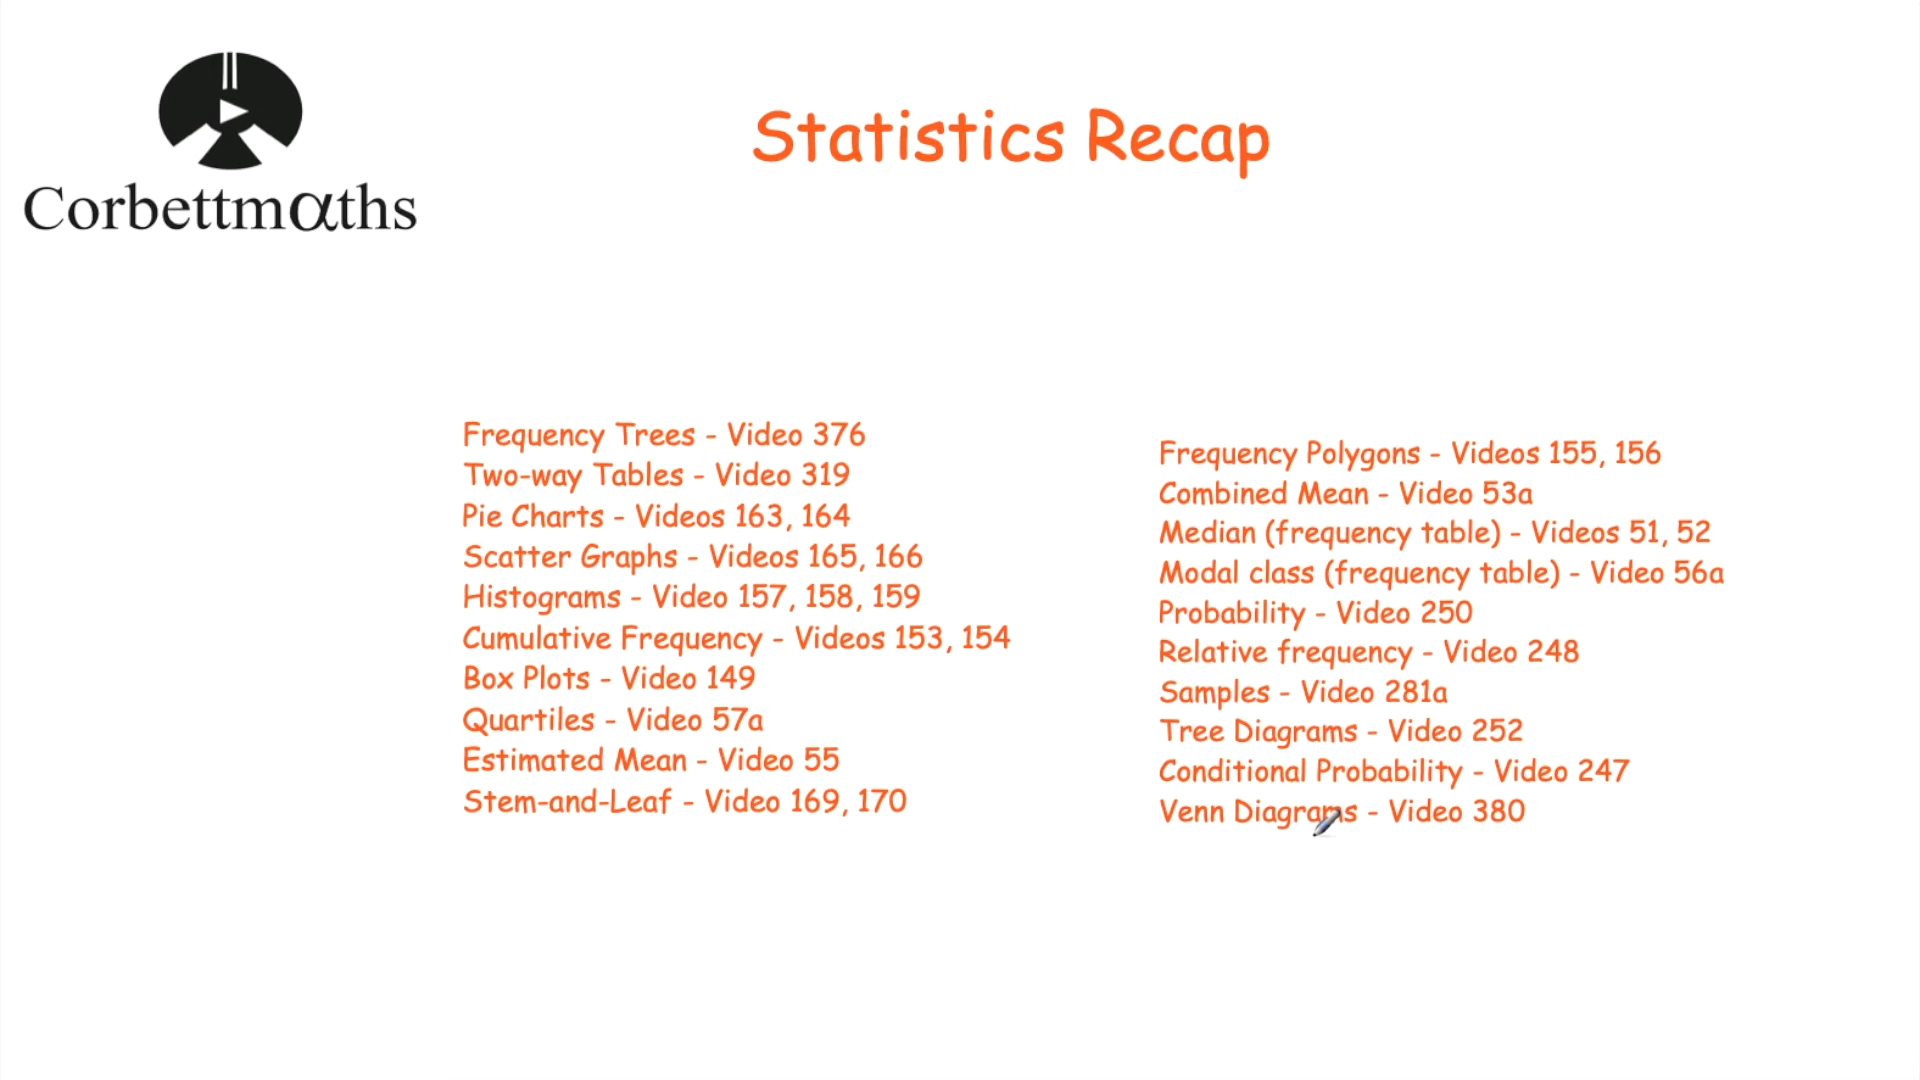 Corbettmαths
Statistics Recap
Frequency Trees - Video 376
Two-way Tables - Video 319
Pie Charts - Videos 163, 164
Scatter Graphs - Videos 165, 166
Histograms - Video 157, 158, 159
Cumulative Frequency - Videos 153, 154
Box Plots - Video 149
Quartiles - Video 57a
Estimated Mean - Video 55
Stem-and-Leaf - Video 169, 170
Frequency Polygons - Videos 155, 156
Combined Mean - Video 53a
Median (frequency table) - Videos 51, 52
Modal class (frequency table) - Video 56a
Probability - Video 250
Relative frequency - Video 248
Samples - Video 281a
Tree Diagrams - Video 252
Conditional Probability - Video 247
Venn Diagrams - Video 380